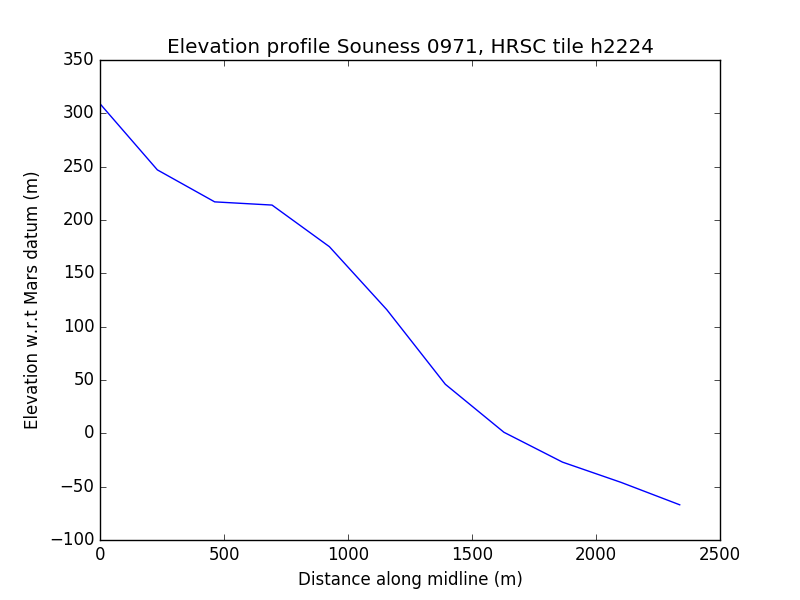 Elevation profile Souness 0971, HRSC tile h2224
350
300
250
200
150
100
50
0
−50
−100
Elevation w.r.t Mars datum (m)
0 500 1000 1500 2000 2500
Distance along midline (m)